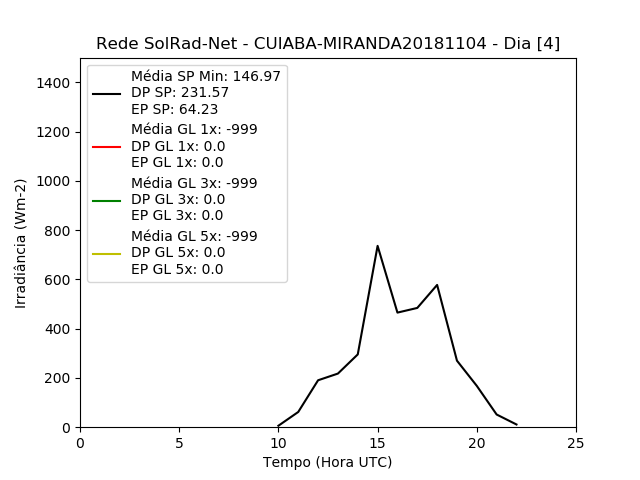 Rede SolRad-Net - CUIABA-MIRANDA20181104 - Dia [4]
Irradiância (Wm-2)
1400
1200
1000
800
600
400
200
0
Média SP Min: 146.97
DP SP: 231.57
EP SP: 64.23
Média GL 1x: -999
DP GL 1x: 0.0
EP GL 1x: 0.0
Média GL 3x: -999
DP GL 3x: 0.0
EP GL 3x: 0.0
Média GL 5x: -999
DP GL 5x: 0.0
EP GL 5x: 0.0
0 5 10 15 20 25
Tempo (Hora UTC)